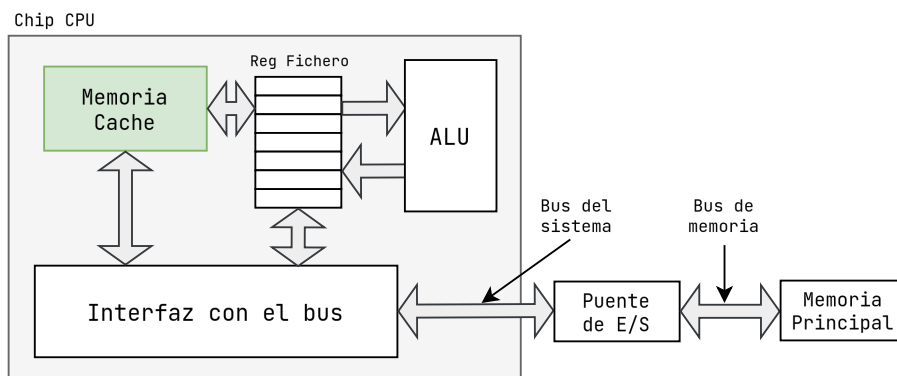 Chip CPU
Reg Fichero
Memoria
Cache
ALU
Bus del
sistema
Bus de
memoria
Interfaz con el bus
Puente
de E/S
Memoria
Principal